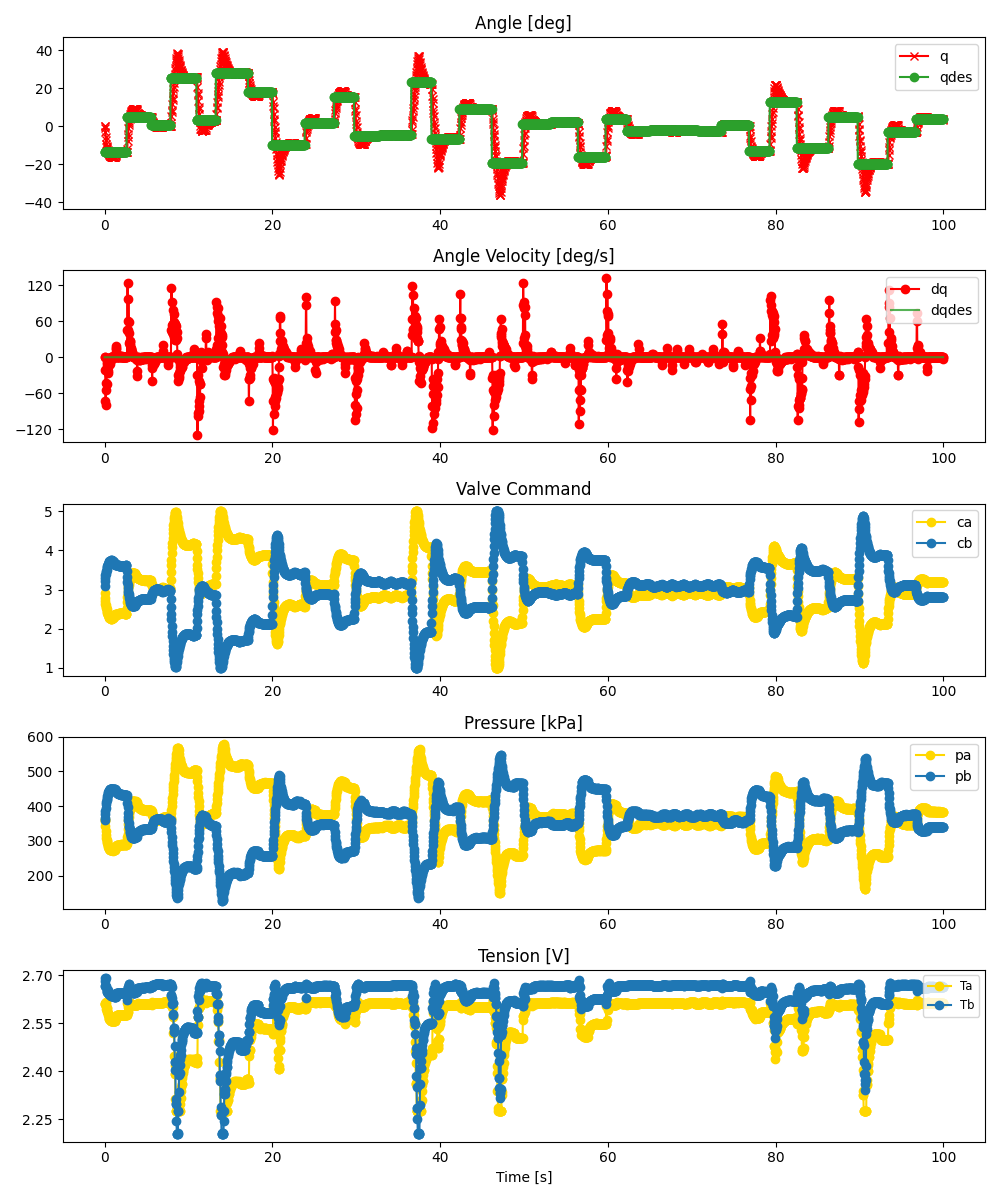 Angle [deg]
40
20
0
−20
−40
q
qdes
0 20 40 60 80 100
Angle Velocity [deg/s]
120
60
0
−60
−120
dq
dqdes
0 20 40 60 80 100
Valve Command
5
4
3
2
1
ca
cb
0 20 40 60 80 100
Pressure [kPa]
600
500
400
300
200
pa
pb
0 20 40 60 80 100
Tension [V]
2.70
2.55
2.40
2.25
Ta
Tb
0 20 40 60 80 100
Time [s]